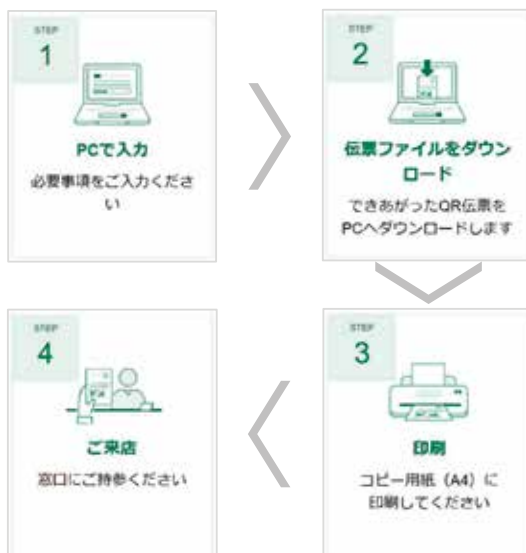 STEP
1
PCで入力
必要事項をご入力くださ
い
STEP
2
伝票ファイルをダウン
ロード
できあがったQR伝票を
PCへダウンロードします
STEP
3
印刷
コピー用紙（A4）に
印刷してください
STEP
4
ご来店
窓口にご持参ください